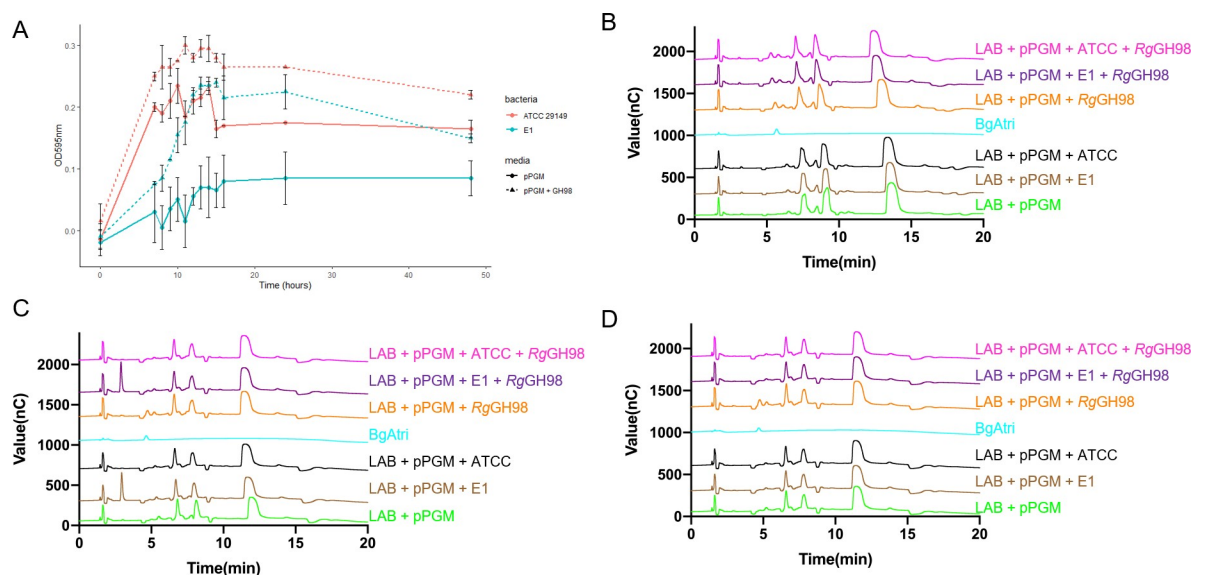 A
0.3
0.2
0.1
0.0
OD595nm
0
10
20
30
40
50
Time (hours)
bacteria
ATCC 29149
E1
media
pPGM
pPGM + GH98
B
2000
1500
1000
500
0
Value(nC)
LAB + pPGM + ATCC + RgGH98
LAB + pPGM + E1 + RgGH98
LAB + pPGM + RgGH98
BgAtri
LAB + pPGM + ATCC
LAB + pPGM + E1
LAB + pPGM
0
5
10
15
20
Time(min)
C
2000
1500
1000
500
0
Value(nC)
LAB + pPGM + ATCC + RgGH98
LAB + pPGM + E1 + RgGH98
LAB + pPGM + RgGH98
BgAtri
LAB + pPGM + ATCC
LAB + pPGM + E1
LAB + pPGM
0
5
10
15
20
Time(min)
D
2000
1500
1000
500
0
Value(nC)
LAB + pPGM + ATCC + RgGH98
LAB + pPGM + E1 + RgGH98
LAB + pPGM + RgGH98
BgAtri
LAB + pPGM + ATCC
LAB + pPGM + E1
LAB + pPGM
0
5
10
15
20
Time(min)